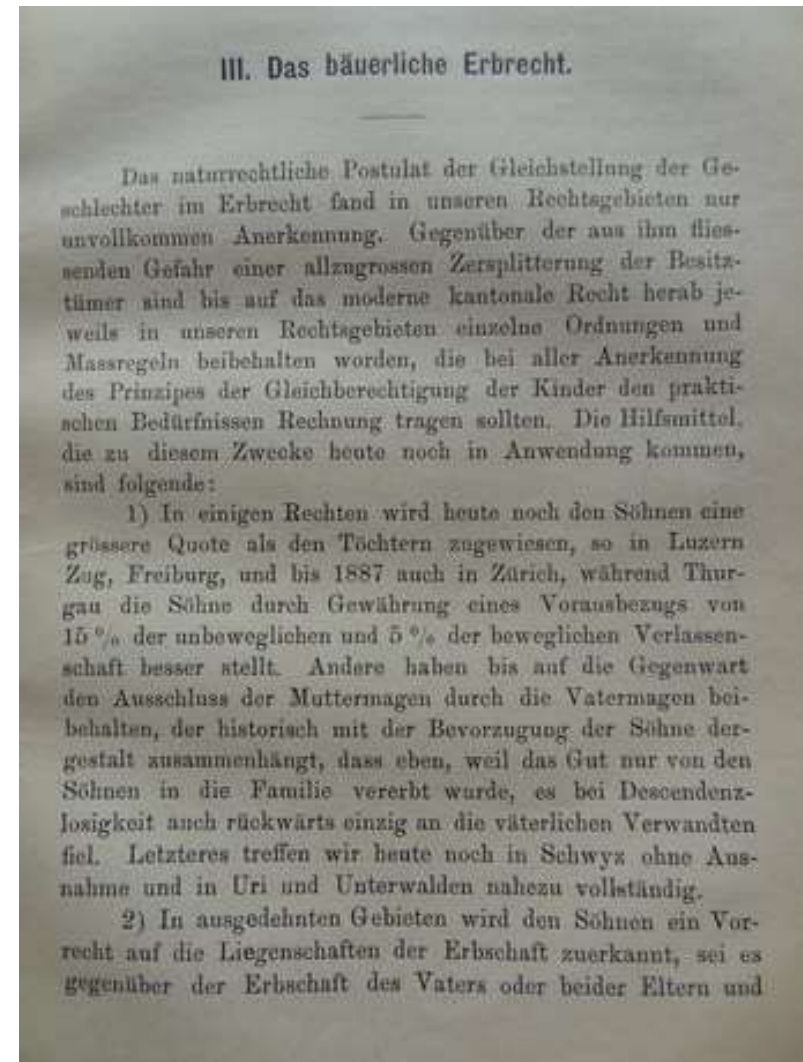 III. Das bäuerliche Erbrecht.
Das naturrechtliche Postulat der Gleichstellung der Ge-
schlechter im Erbrecht fand in unseren Rechtsgebieten nur
unvollkommen Anerkennung. Gegenüber der aus ihm flies-
senden Gefahr einer allzugrossen Zersplitterung der Besitz-
tümer sind bis auf das moderne kantonale Recht herab je-
weils in unseren Rechtsgebieten einzelne Ordnungen und
Massregeln beibehalten worden, die bei aller Anerkennung
des Prinzipes der Gleichberechtigung der Kinder den prakti-
schen Bedürfnissen Rechnung tragen sollten. Die Hilfsmittel,
die zu diesem Zwecke heute noch in Anwendung kommen,
sind folgende:
1) In einigen Rechten wird heute noch den Söhnen eine
grössere Quote als den Töchtern zugewiesen, so in Luzern
Zug, Freiburg, und bis 1887 auch in Zürich, während Thur-
gau die Söhne durch Gewährung eines Vorausbezugs von
15 % der unbeweglichen und 5 % der beweglichen Verlassen-
schaft besser stellt. Andere haben bis auf die Gegenwart
den Ausschluss der Muttermagen durch die Vatermagen bei-
behalten, der historisch mit der Bevorzugung der Söhne der-
gestalt zusammenhängt, dass eben, weil das Gut nur von den
Söhnen in die Familie vererbt wurde, es bei Descendenz-
losigkeit auch rückwärts einzig an die väterlichen Verwandten
fiel. Letzteres treffen wir heute noch in Schwyz ohne Aus-
nahme und in Uri und Unterwalden nahezu vollständig.
2) In ausgedehnten Gebieten wird den Söhnen ein Vor-
recht auf die Liegenschaften der Erbschaft zuerkannt, sei es
gegenüber der Erbschaft des Vaters oder beider Eltern und